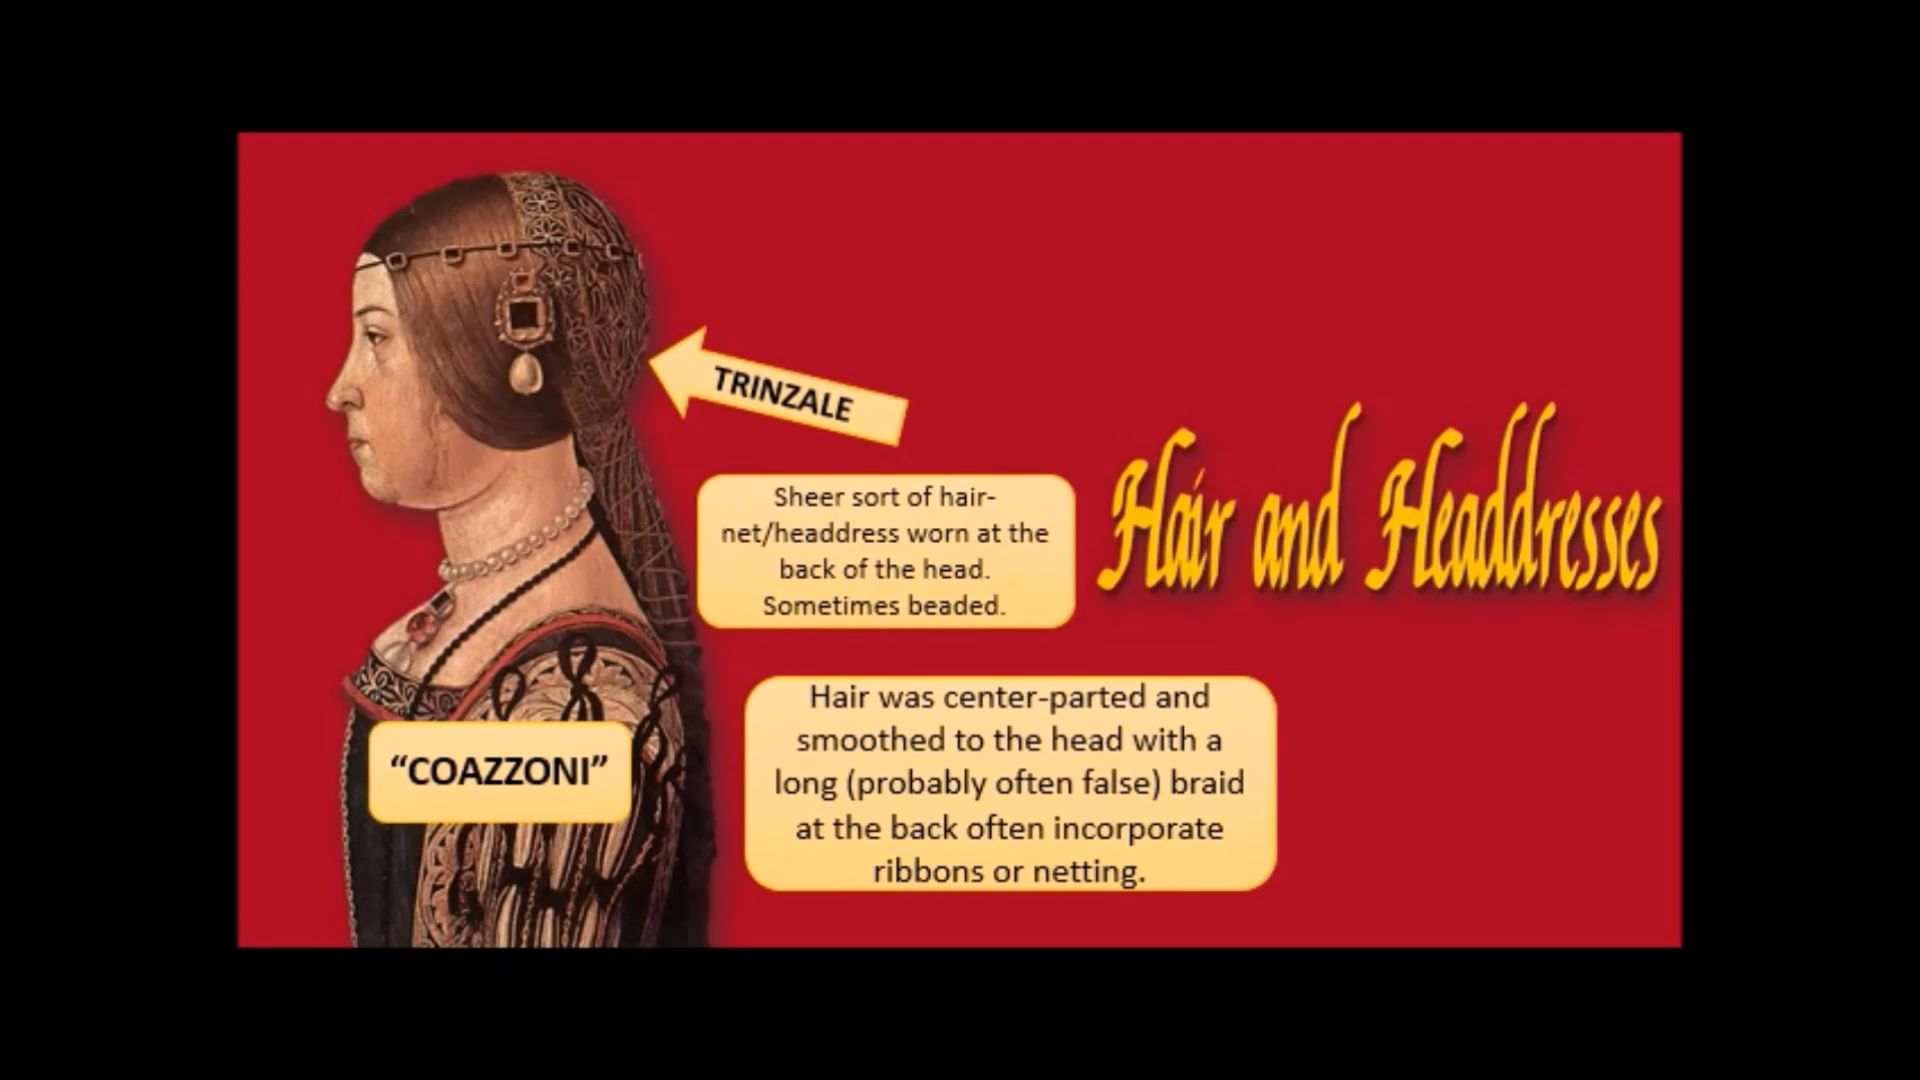 TRINZALE
Sheer sort of hair-
net/headdress worn at the
back of the head.
Sometimes beaded.
Hair and Headdresses
“COAZZONI”
Hair was center-parted and
smoothed to the head with a
long (probably often false) braid
at the back often incorporate
ribbons or netting.